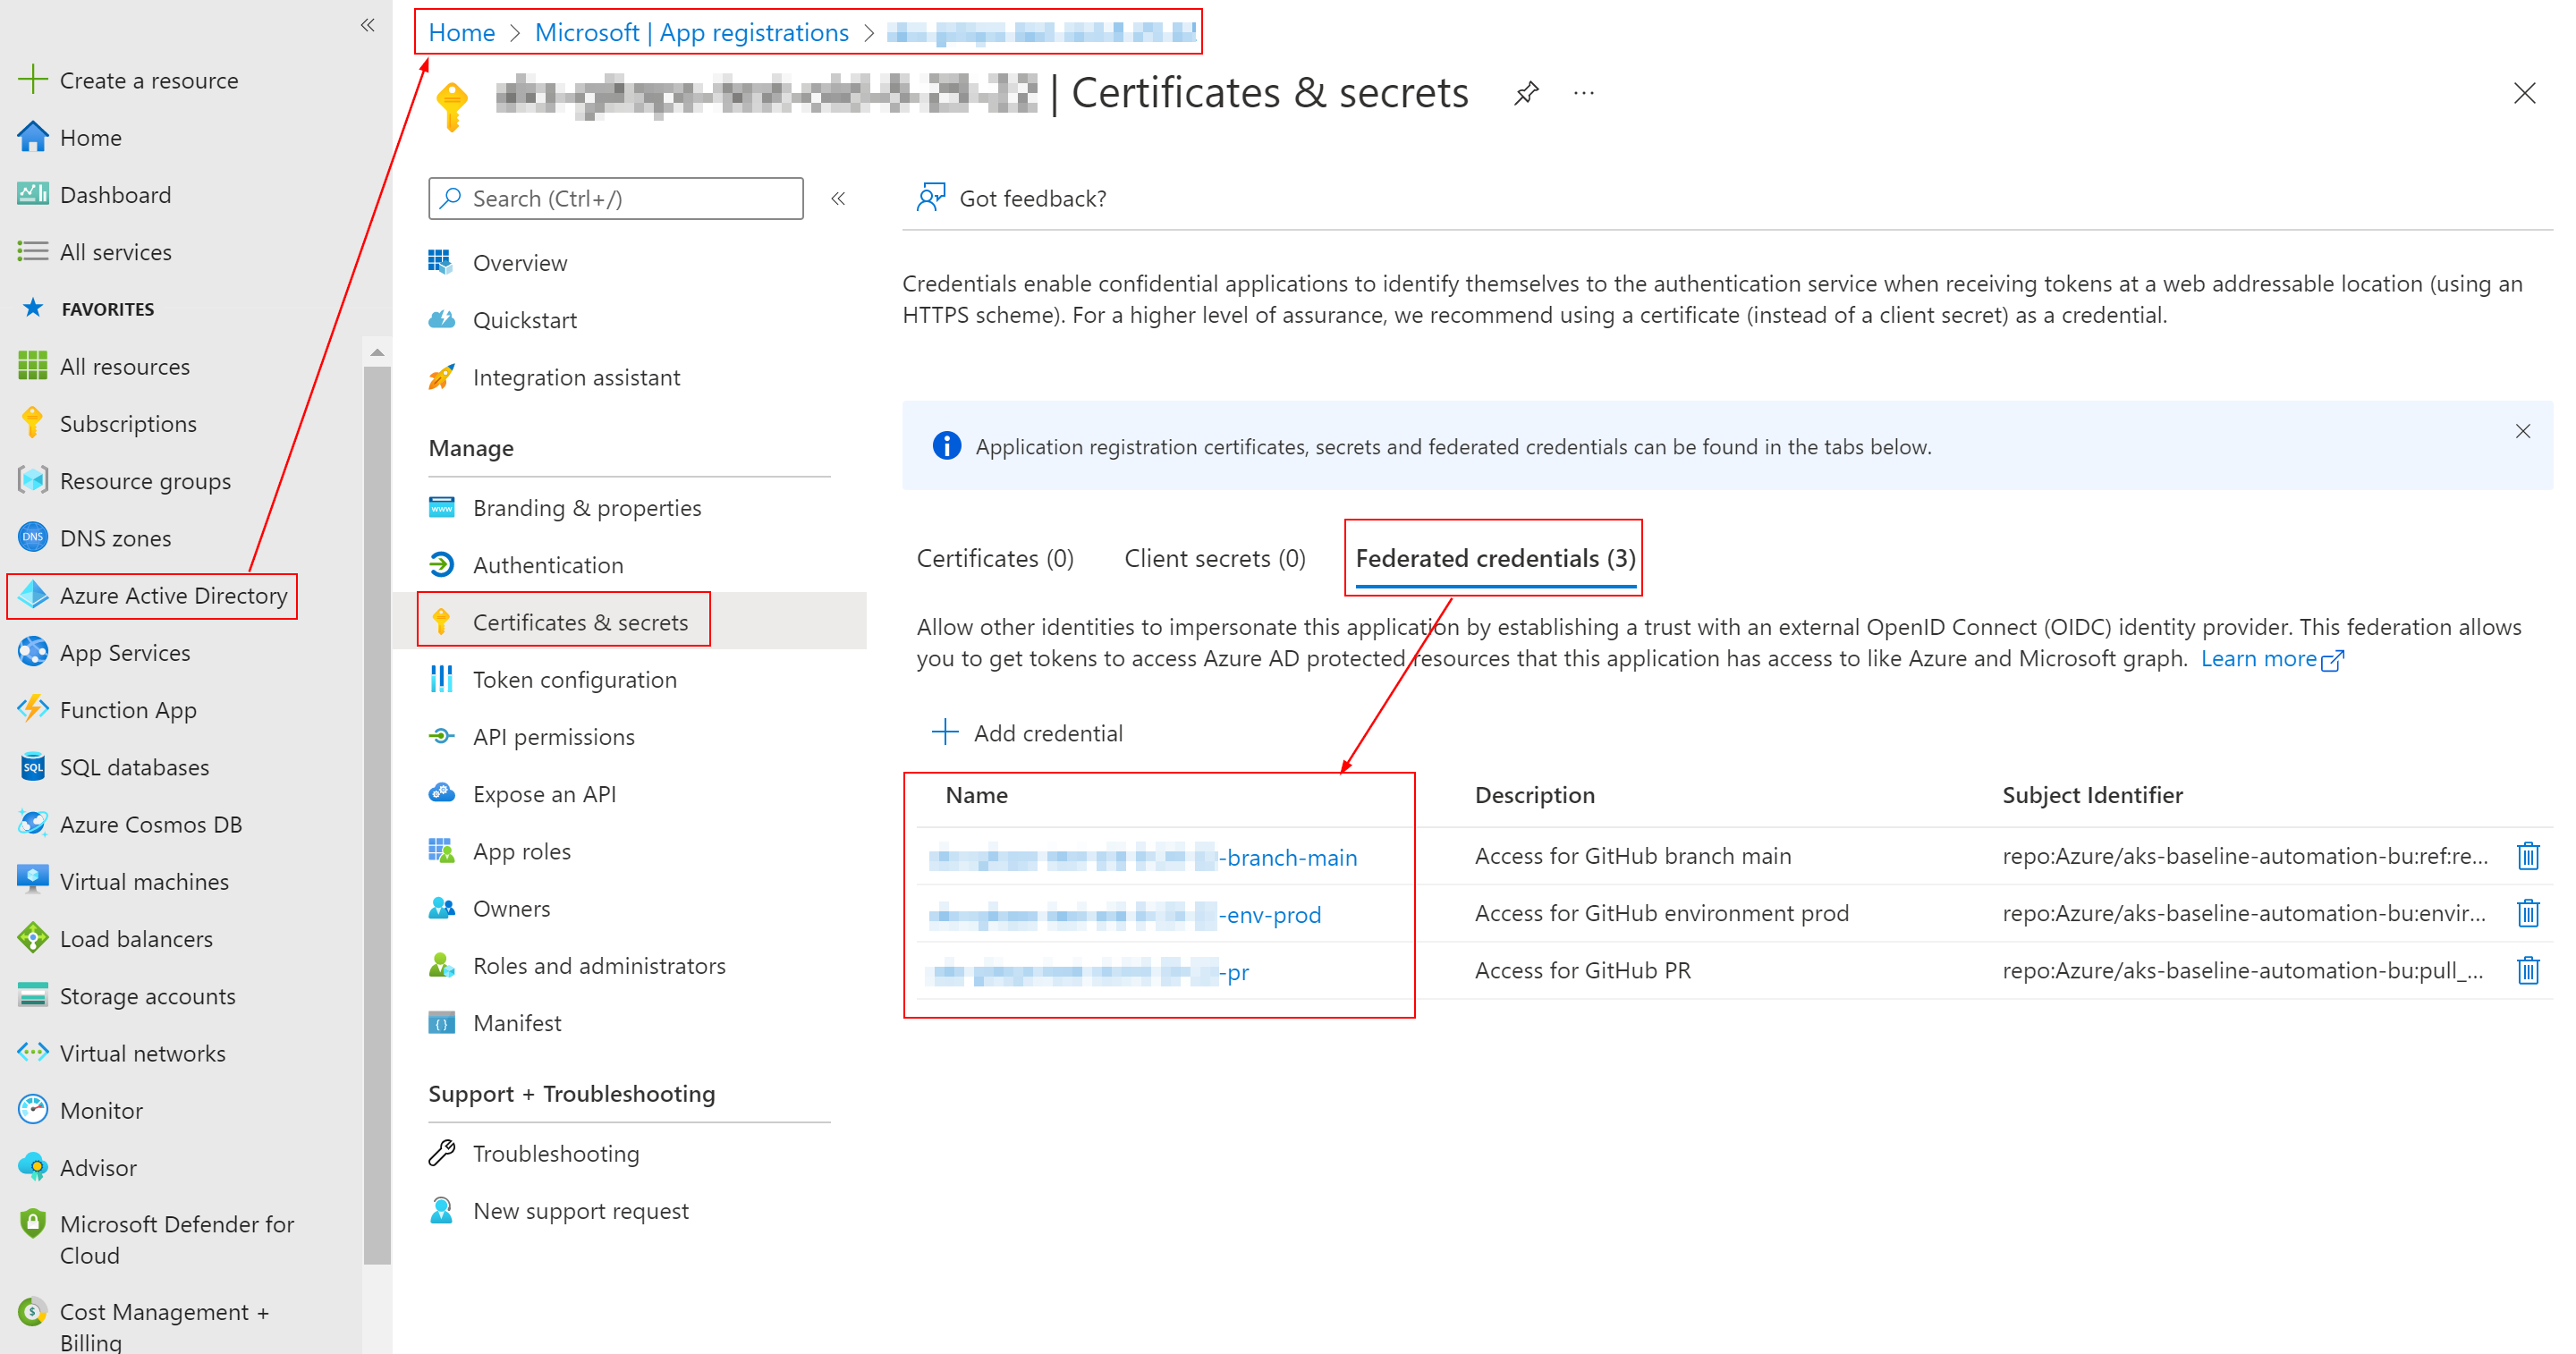 Create a resource
Home
Dashboard
All services
FAVORITES
All resources
Subscriptions
Resource groups
DNS zones
Azure Active Directory
App Services
Function App
SQL databases
Azure Cosmos DB
Virtual machines
Load balancers
Storage accounts
Virtual networks
Monitor
Advisor
Microsoft Defender for
Cloud
Cost Management +
Billing
Home > Microsoft | App registrations >
| Certificates & secrets ...
Search (Ctrl+/)
Overview
Quickstart
Integration assistant
Manage
Branding & properties
Authentication
Certificates & secrets
Token configuration
API permissions
Expose an API
App roles
Owners
Roles and administrators
Manifest
Support + Troubleshooting
Troubleshooting
New support request
Got feedback?
Credentials enable confidential applications to identify themselves to the authentication service when receiving tokens at a web addressable location (using an
HTTPS scheme). For a higher level of assurance, we recommend using a certificate (instead of a client secret) as a credential.
Application registration certificates, secrets and federated credentials can be found in the tabs below.
Certificates (0) Client secrets (0) Federated credentials (3)
Allow other identities to impersonate this application by establishing a trust with an external OpenID Connect (OIDC) identity provider. This federation allows
you to get tokens to access Azure AD protected resources that this application has access to like Azure and Microsoft graph. Learn more
Add credential
Name Description Subject Identifier
-branch-main Access for GitHub branch main repo:Azure/aks-baseline-automation-bu:ref:re...
-env-prod Access for GitHub environment prod repo:Azure/aks-baseline-automation-bu:envir...
-pr Access for GitHub PR repo:Azure/aks-baseline-automation-bu:pull_...